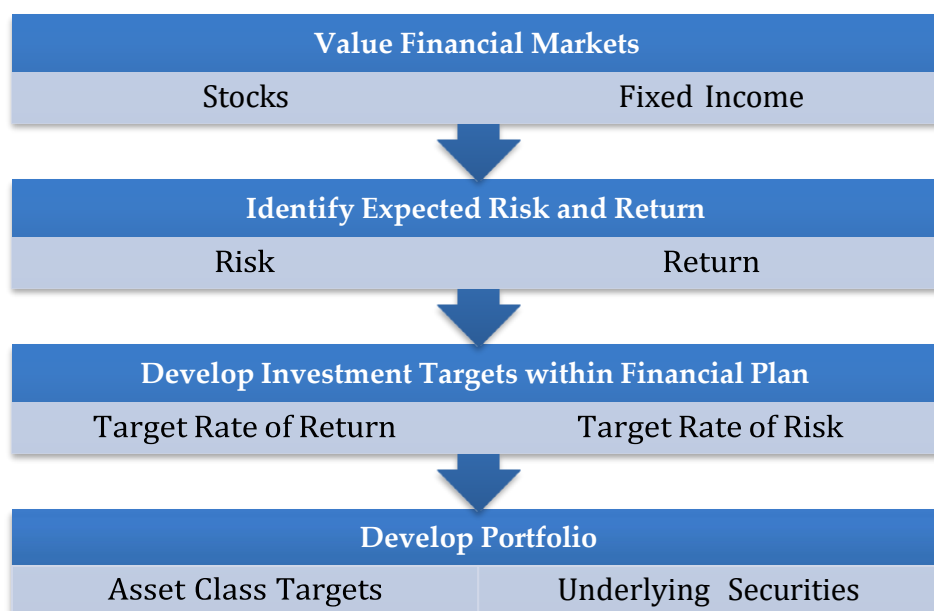 Value Financial Markets
Stocks Fixed Income
Identify Expected Risk and Return
Risk Return
Develop Investment Targets within Financial Plan
Target Rate of Return Target Rate of Risk
Develop Portfolio
Asset Class Targets Underlying Securities